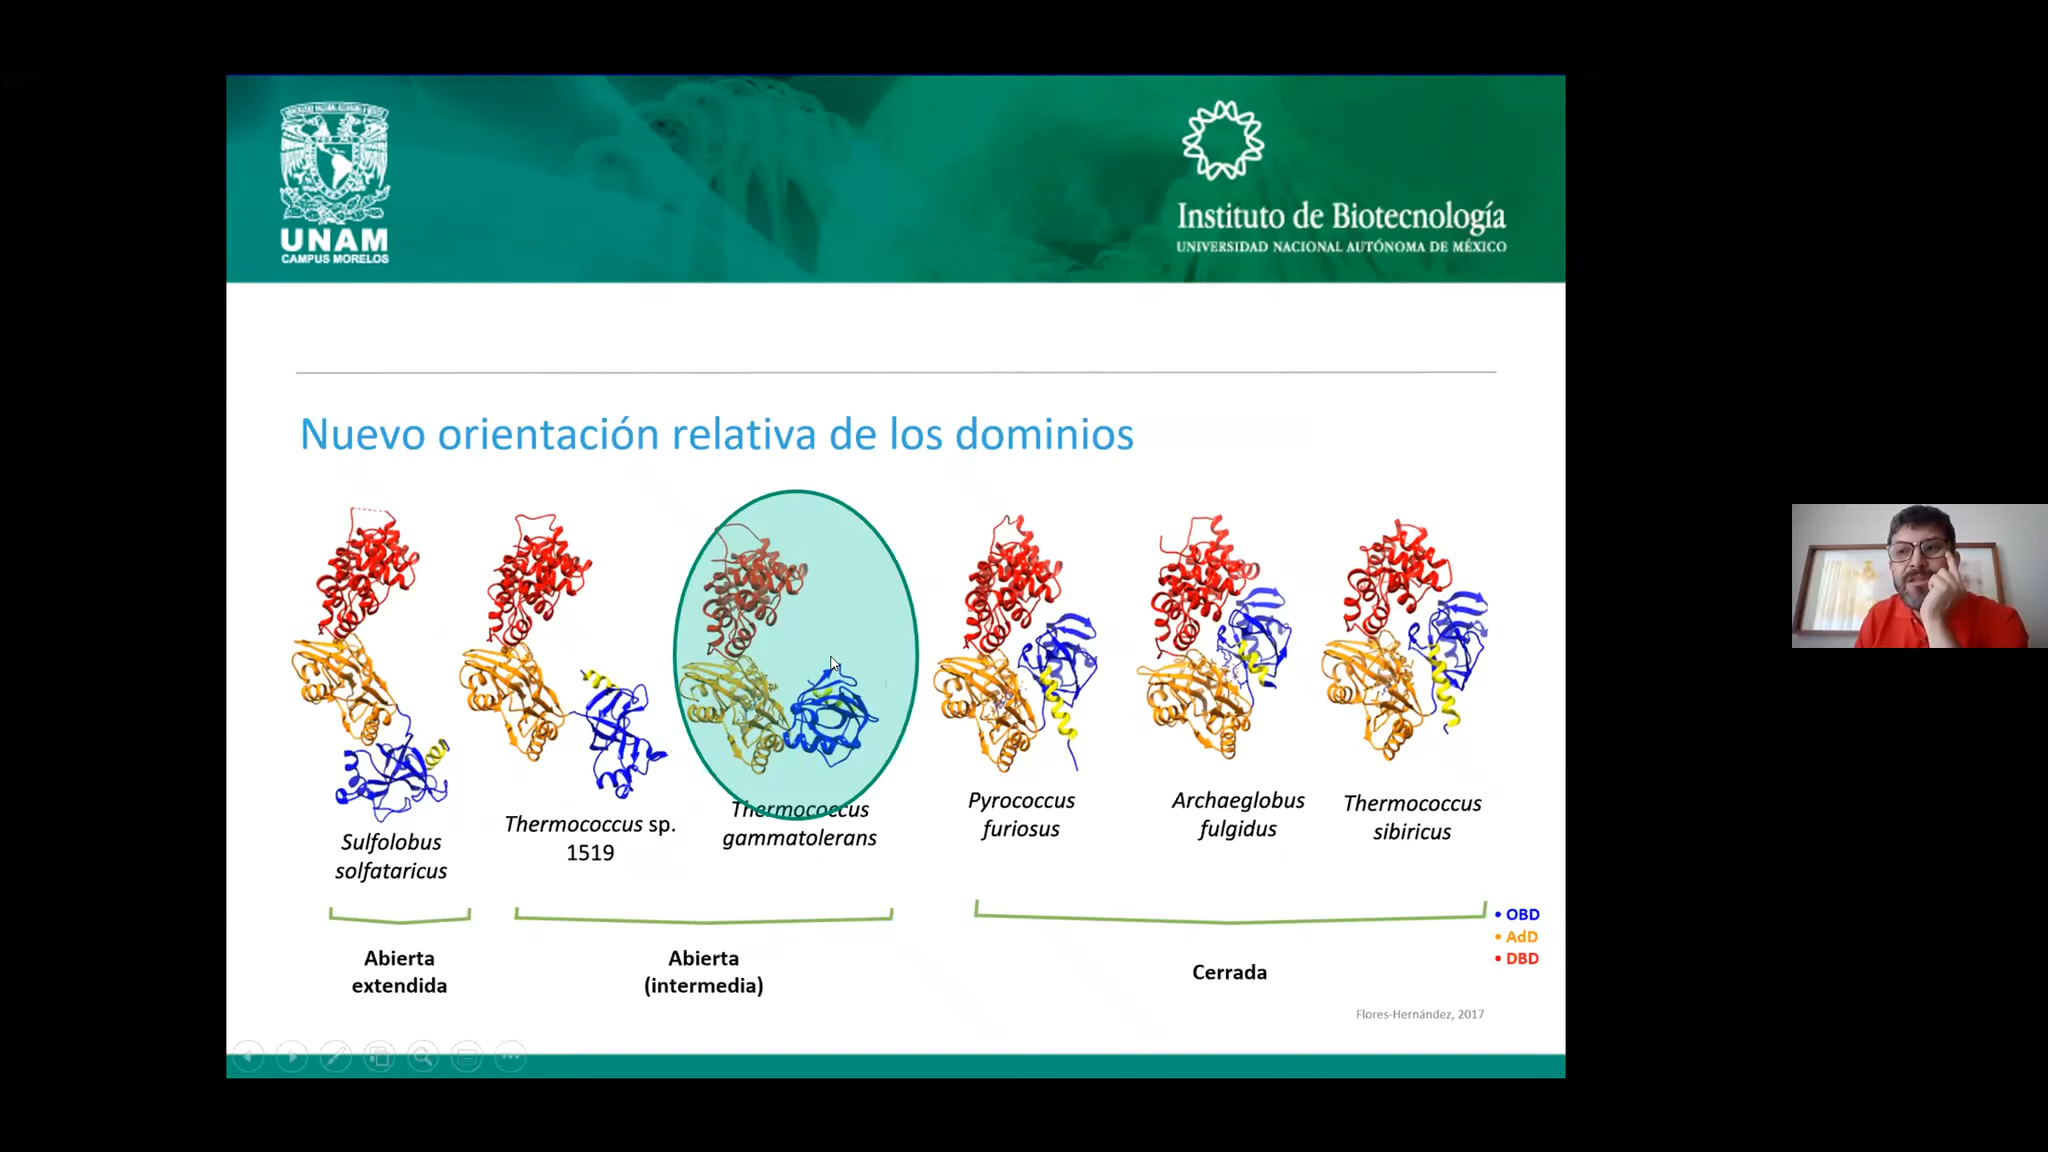 UNAM
CAMPUS MORELOS
Instituto de Biotecnología
UNIVERSIDAD NACIONAL AUTÓNOMA DE MÉXICO
Nuevo orientación relativa de los dominios
Sulfolobus
solfataricus
Thermococcus sp.
1519
Thermococcus
gammatolerans
Pyrococcus
furiosus
Archaeglobus
fulgidus
Thermococcus
sibiricus
Abierta
extendida
Abierta
(intermedia)
Cerrada
• OBD
• AdD
• DBD
Flores-Hernández, 2017